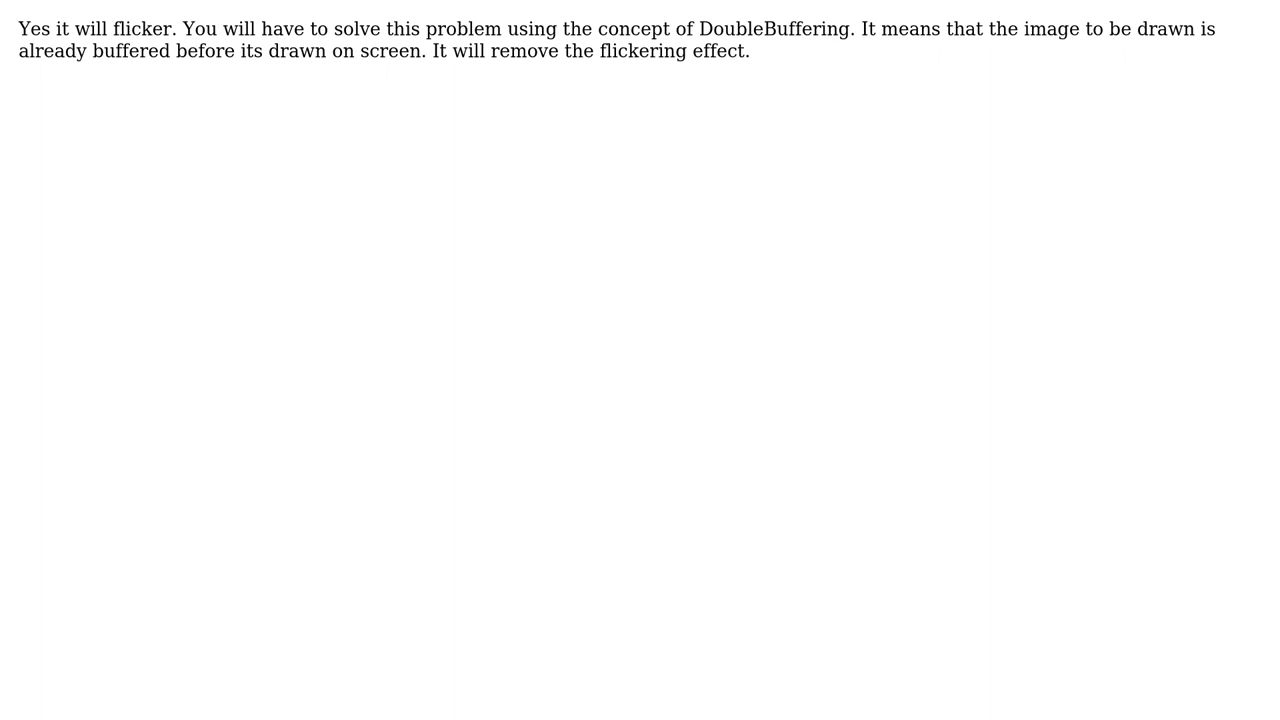 Yes it will flicker. You will have to solve this problem using the concept of DoubleBuffering. It means that the image to be drawn is
already buffered before its drawn on screen. It will remove the flickering effect.